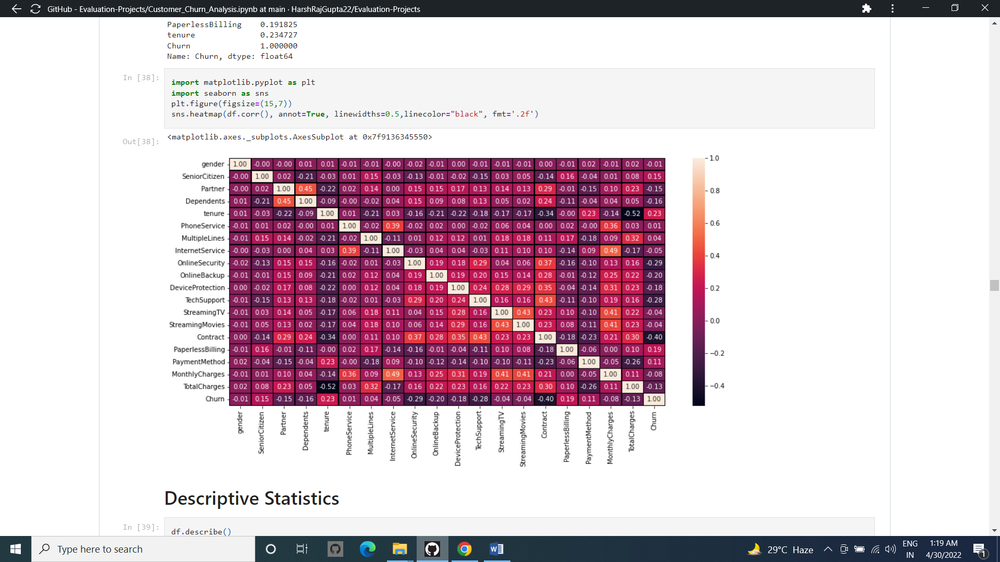 GitHub - Evaluation-Projects/Customer_Churn_Analysis.ipynb at main · HarshRajGupta22/Evaluation-Projects
PaperlessBilling 0.191825
tenure 0.234727
Churn 1.000000
Name: Churn, dtype: float64
In [38]:
import matplotlib.pyplot as plt
import seaborn as sns
plt.figure(figsize=(15,7))
sns.heatmap(df.corr(), annot=True, linewidths=0.5,linecolor="black", fmt='.2f')
Out[38]:
<matplotlib.axes._subplots.AxesSubplot at 0x7f9136345550>
gender 1.00 -0.00 -0.00 0.01 0.01 -0.01 -0.01 -0.00 -0.02 -0.01 0.00 -0.01 -0.01 -0.01 0.00 -0.01 0.02 -0.01 0.02 -0.01
SeniorCitizen -0.00 1.00 0.02 -0.21 -0.03 0.01 0.15 -0.03 -0.13 -0.01 -0.02 -0.15 0.03 0.05 -0.14 0.16 -0.04 0.01 0.08 0.15
Partner -0.00 0.02 1.00 0.45 -0.22 0.02 0.14 0.00 0.15 0.15 0.17 0.13 0.14 0.13 0.29 -0.01 -0.15 0.10 0.23 -0.15
Dependents 0.01 -0.21 0.45 1.00 -0.09 -0.00 -0.02 0.04 0.15 0.09 0.08 0.13 0.05 0.02 0.24 -0.11 -0.04 0.04 0.05 -0.16
tenure 0.01 -0.03 -0.22 -0.09 1.00 0.01 -0.21 0.03 -0.16 -0.21 -0.22 -0.18 -0.17 -0.17 -0.34 -0.00 0.23 -0.14 -0.52 0.23
PhoneService -0.01 0.01 0.02 -0.00 0.01 1.00 -0.02 0.39 -0.02 0.02 0.00 -0.02 0.06 0.04 0.00 0.02 -0.00 0.36 0.03 0.01
MultipleLines -0.01 0.15 0.14 -0.02 -0.21 -0.02 1.00 -0.11 0.01 0.12 0.12 0.01 0.18 0.18 0.11 0.17 -0.18 0.09 0.32 0.04
InternetService -0.00 -0.03 0.00 0.04 0.03 0.39 -0.11 1.00 -0.03 0.04 0.04 -0.03 0.11 0.10 0.10 -0.14 0.09 0.49 -0.17 -0.05
OnlineSecurity -0.02 -0.13 0.15 0.15 -0.16 -0.02 0.01 -0.03 1.00 0.19 0.18 0.29 0.04 0.06 0.37 -0.16 -0.10 0.13 0.16 -0.29
OnlineBackup -0.01 -0.01 0.15 0.09 -0.21 0.02 0.12 0.04 0.19 1.00 0.19 0.20 0.15 0.14 0.28 -0.01 -0.12 0.25 0.22 -0.20
DeviceProtection 0.00 -0.02 0.17 0.08 -0.22 0.00 0.12 0.04 0.18 0.19 1.00 0.24 0.28 0.29 0.35 -0.04 -0.14 0.31 0.23 -0.18
TechSupport -0.01 -0.15 0.13 0.13 -0.18 -0.02 0.01 -0.03 0.29 0.20 0.24 1.00 0.16 0.16 0.43 -0.11 -0.10 0.19 0.16 -0.28
StreamingTV -0.01 0.03 0.14 0.05 -0.17 0.06 0.18 0.11 0.04 0.15 0.28 0.16 1.00 0.43 0.23 0.10 -0.10 0.41 0.22 -0.04
StreamingMovies -0.01 0.05 0.13 0.02 -0.17 0.04 0.18 0.10 0.06 0.14 0.29 0.16 0.43 1.00 0.23 0.08 -0.11 0.41 0.23 -0.04
Contract 0.00 -0.14 0.29 0.24 -0.34 0.00 0.11 0.10 0.37 0.28 0.35 0.43 0.23 0.23 1.00 -0.18 -0.23 0.21 0.30 -0.40
PaperlessBilling -0.01 0.16 -0.01 -0.11 -0.00 0.02 0.17 -0.14 -0.16 -0.01 -0.04 -0.11 0.10 0.08 -0.18 1.00 -0.06 0.00 0.10 0.19
PaymentMethod 0.02 -0.04 -0.15 -0.04 0.23 -0.00 -0.18 0.09 -0.10 -0.12 -0.14 -0.10 -0.10 -0.11 -0.23 -0.06 1.00 -0.05 -0.26 0.11
MonthlyCharges -0.01 0.01 0.10 0.04 -0.14 0.36 0.09 0.49 0.13 0.25 0.31 0.19 0.41 0.41 0.21 0.00 -0.05 1.00 0.11 -0.08
TotalCharges 0.02 0.08 0.23 0.05 -0.52 0.03 0.32 -0.17 0.16 0.22 0.23 0.16 0.22 0.23 0.30 0.10 -0.26 0.11 1.00 -0.13
Churn -0.01 0.15 -0.15 -0.16 0.23 0.01 0.04 -0.05 -0.29 -0.20 -0.18 -0.28 -0.04 -0.04 -0.40 0.19 0.11 -0.08 -0.13 1.00
gender SeniorCitizen Partner Dependents tenure PhoneService MultipleLines InternetService OnlineSecurity OnlineBackup DeviceProtection TechSupport StreamingTV StreamingMovies Contract PaperlessBilling PaymentMethod MonthlyCharges TotalCharges Churn
1.0
0.8
0.6
0.4
0.2
0.0
−0.2
−0.4
Descriptive Statistics
In [39]:
df.describe()
Type here to search
29°C Haze
ENG
IN
1:19 AM
4/30/2022
1